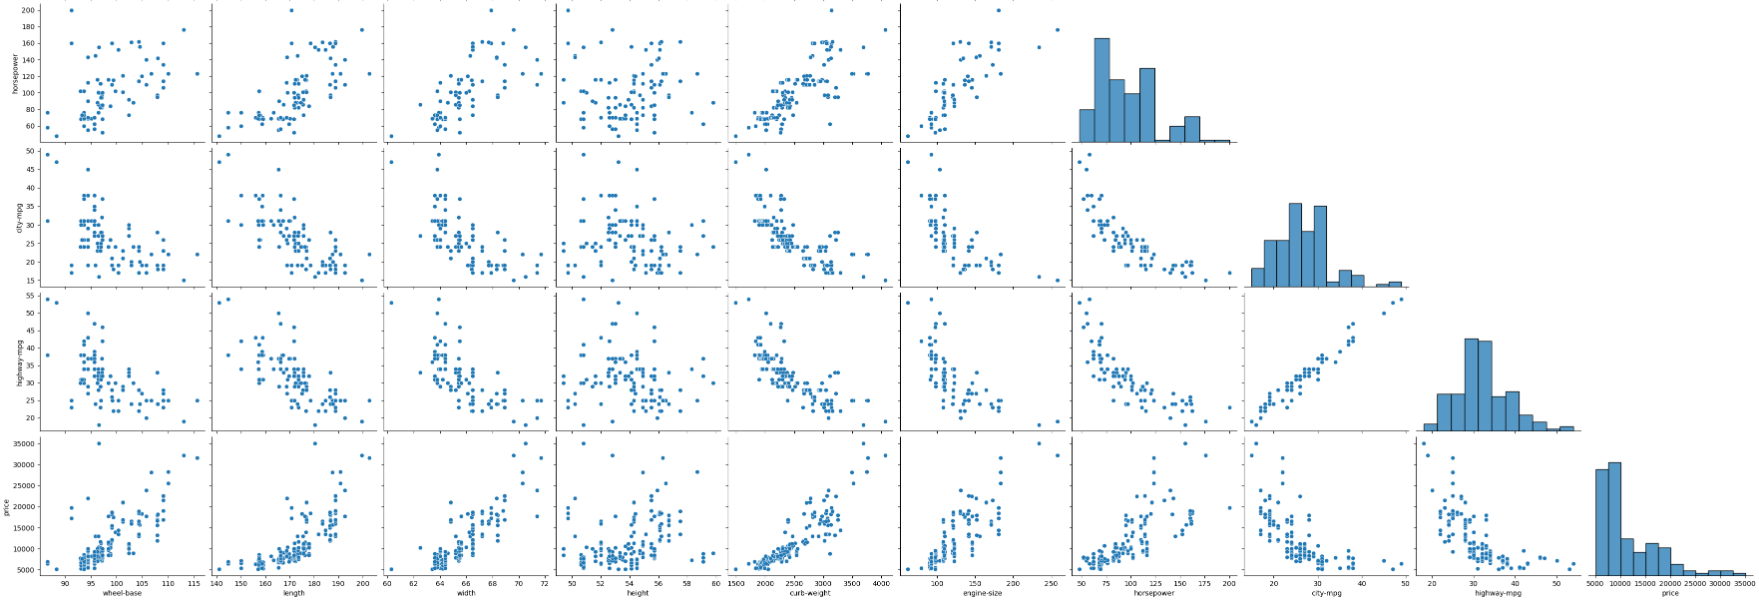 200
180
160
140
120
100
80
60
horsepower
50
45
40
35
30
25
20
15
city-mpg
55
50
45
40
35
30
25
20
highway-mpg
35000
30000
25000
20000
15000
10000
5000
price
90 95 100 105 110 115
140 150 160 170 180 190 200
60 62 64 66 68 70 72
50 52 54 56 58 60
1500 2000 2500 3000 3500 4000
100 150 200 250
50 75 100 125 150 175 200
20 30 40 50
20 30 40 50
5000 10000 15000 20000 25000 30000 35000
wheel-base length width height curb-weight engine-size horsepower city-mpg highway-mpg price